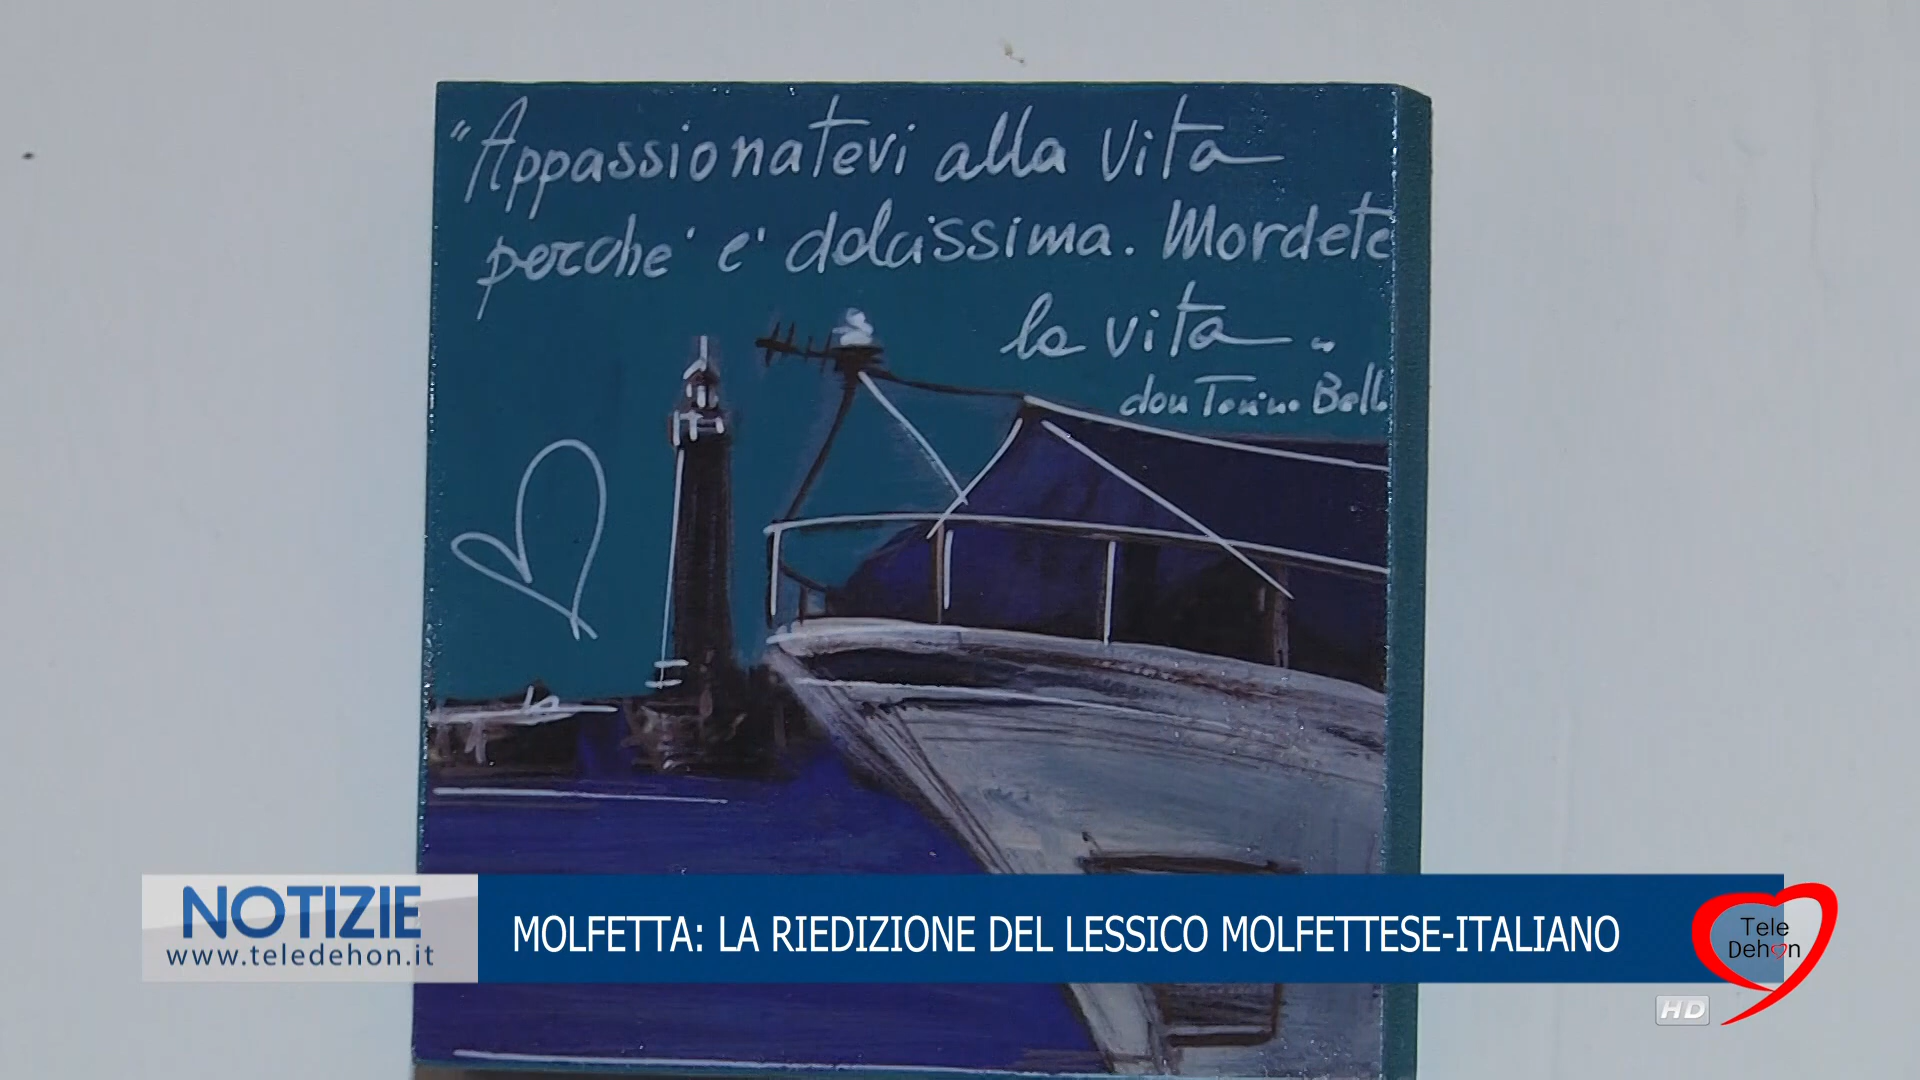 "Appassionatevi alla vita
perche' e' dolcissima. Mordete
la vita"
don Tonino Bello
NOTIZIE
www.teledehon.it
MOLFETTA: LA RIEDIZIONE DEL LESSICO MOLFETTESE-ITALIANO
Tele
Dehon
HD